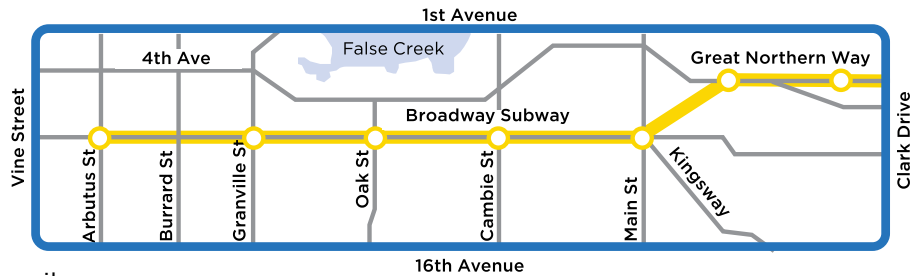 1st Avenue
False Creek
4th Ave
Great Northern Way
Broadway Subway
Vine Street
Clark Drive
Arbutus St
Burrard St
Granville St
Oak St
Cambie St
Main St
Kingsway
16th Avenue